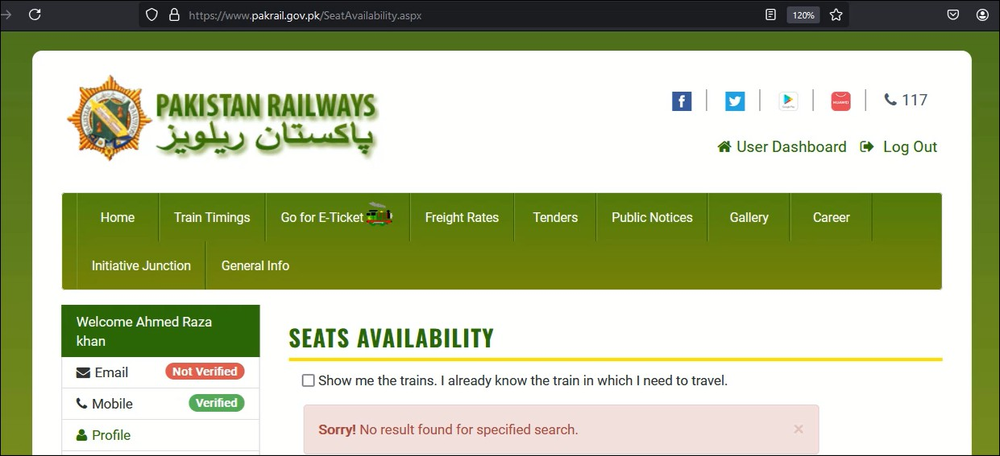 https://www.pakrail.gov.pk/SeatAvailability.aspx
120%
PAKISTAN RAILWAYS
پاکستان ریلویز
117
User Dashboard
Log Out
Home
Train Timings
Go for E-Ticket
Freight Rates
Tenders
Public Notices
Gallery
Career
Initiative Junction
General Info
Welcome Ahmed Raza
khan
Email
Not Verified
Mobile
Verified
Profile
SEATS AVAILABILITY
Show me the trains. I already know the train in which I need to travel.
Sorry! No result found for specified search.